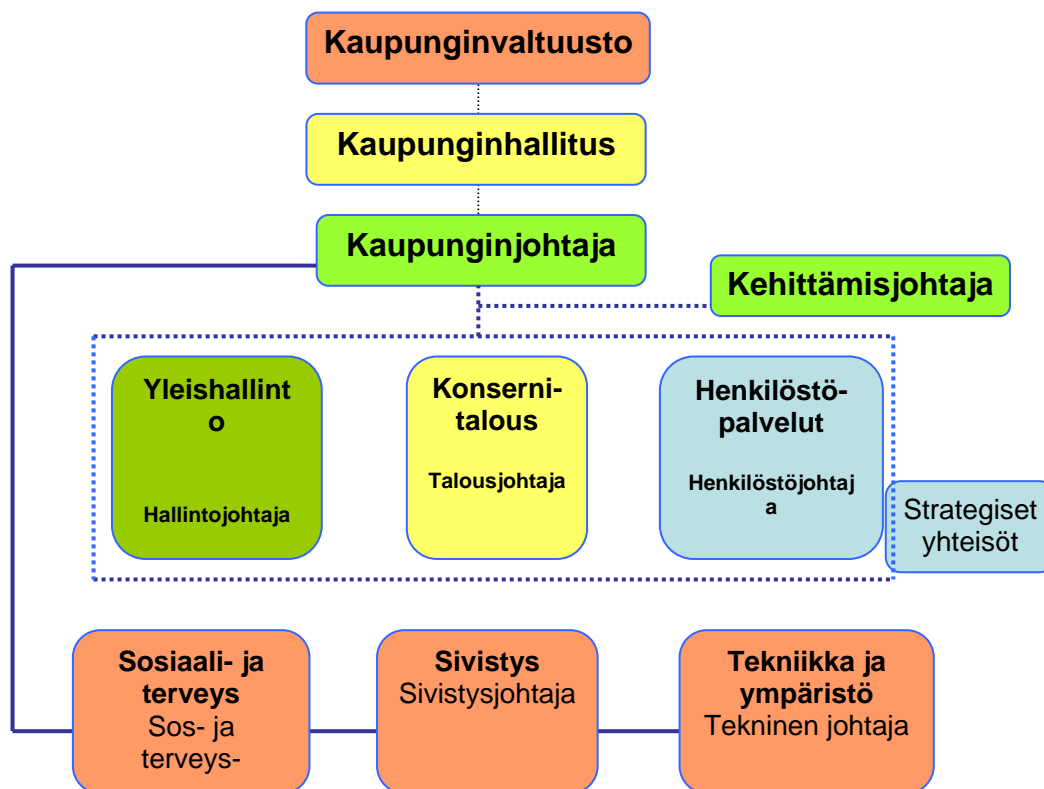 Kaupunginvaltuusto
Kaupunginhallitus
Kaupunginjohtaja
Kehittämisjohtaja
Yleishallint
o
Hallintojohtaja
Konserni-
talous
Talousjohtaja
Henkilöstö-
palvelut
Henkilöstöjohtaj
a
Strategiset
yhteisöt
Sosiaali- ja
terveys
Sos- ja
terveys-
Sivistys
Sivistysjohtaja
Tekniikka ja
ympäristö
Tekninen johtaja